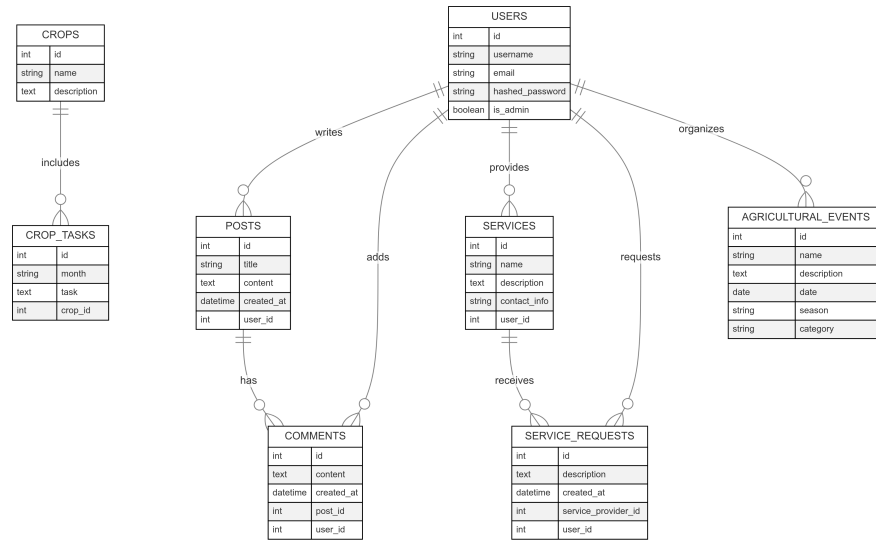 CROPS
int id
string name
text description
includes
CROP_TASKS
int id
string month
text task
int crop_id
USERS
int id
string username
string email
string hashed_password
boolean is_admin
writes
adds
provides
requests
organizes
POSTS
int id
string title
text content
datetime created_at
int user_id
has
COMMENTS
int id
text content
datetime created_at
int post_id
int user_id
SERVICES
int id
string name
text description
string contact_info
int user_id
receives
SERVICE_REQUESTS
int id
text description
datetime created_at
int service_provider_id
int user_id
AGRICULTURAL_EVENTS
int id
string name
text description
date date
string season
string category